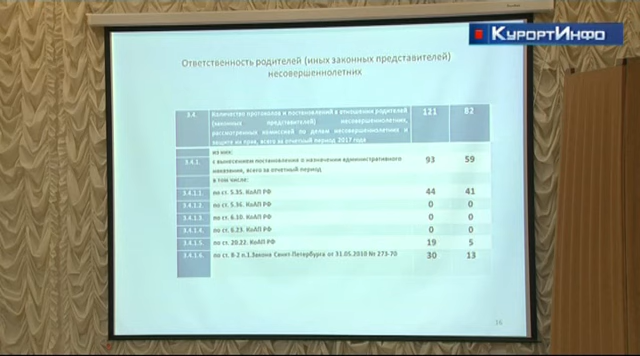 КУРОРТИНФО
Ответственность родителей (иных законных представителей)
несовершеннолетних
3.4. Количество протоколов и постановлений в отношении родителей 121 82
(законных представителей) несовершеннолетних,
рассмотренных комиссией по делам несовершеннолетних и
защите их прав, всего за отчетный период 2017 года
из них:
3.4.1. с вынесением постановления о назначении административного 93 59
наказания, всего за отчетный период
в том числе:
3.4.1.1. по ст. 5.35. КоАП РФ 44 41
3.4.1.2. по ст. 5.36. КоАП РФ 0 0
3.4.1.3. по ст. 6.10. КоАП РФ 0 0
3.4.1.4. по ст. 6.23. КоАП РФ 0 0
3.4.1.5. по ст. 20.22. КоАП РФ 19 5
3.4.1.6. по ст. 8-2 п.1.Закона Санкт-Петербурга от 31.05.2010 № 273-70 30 13
16